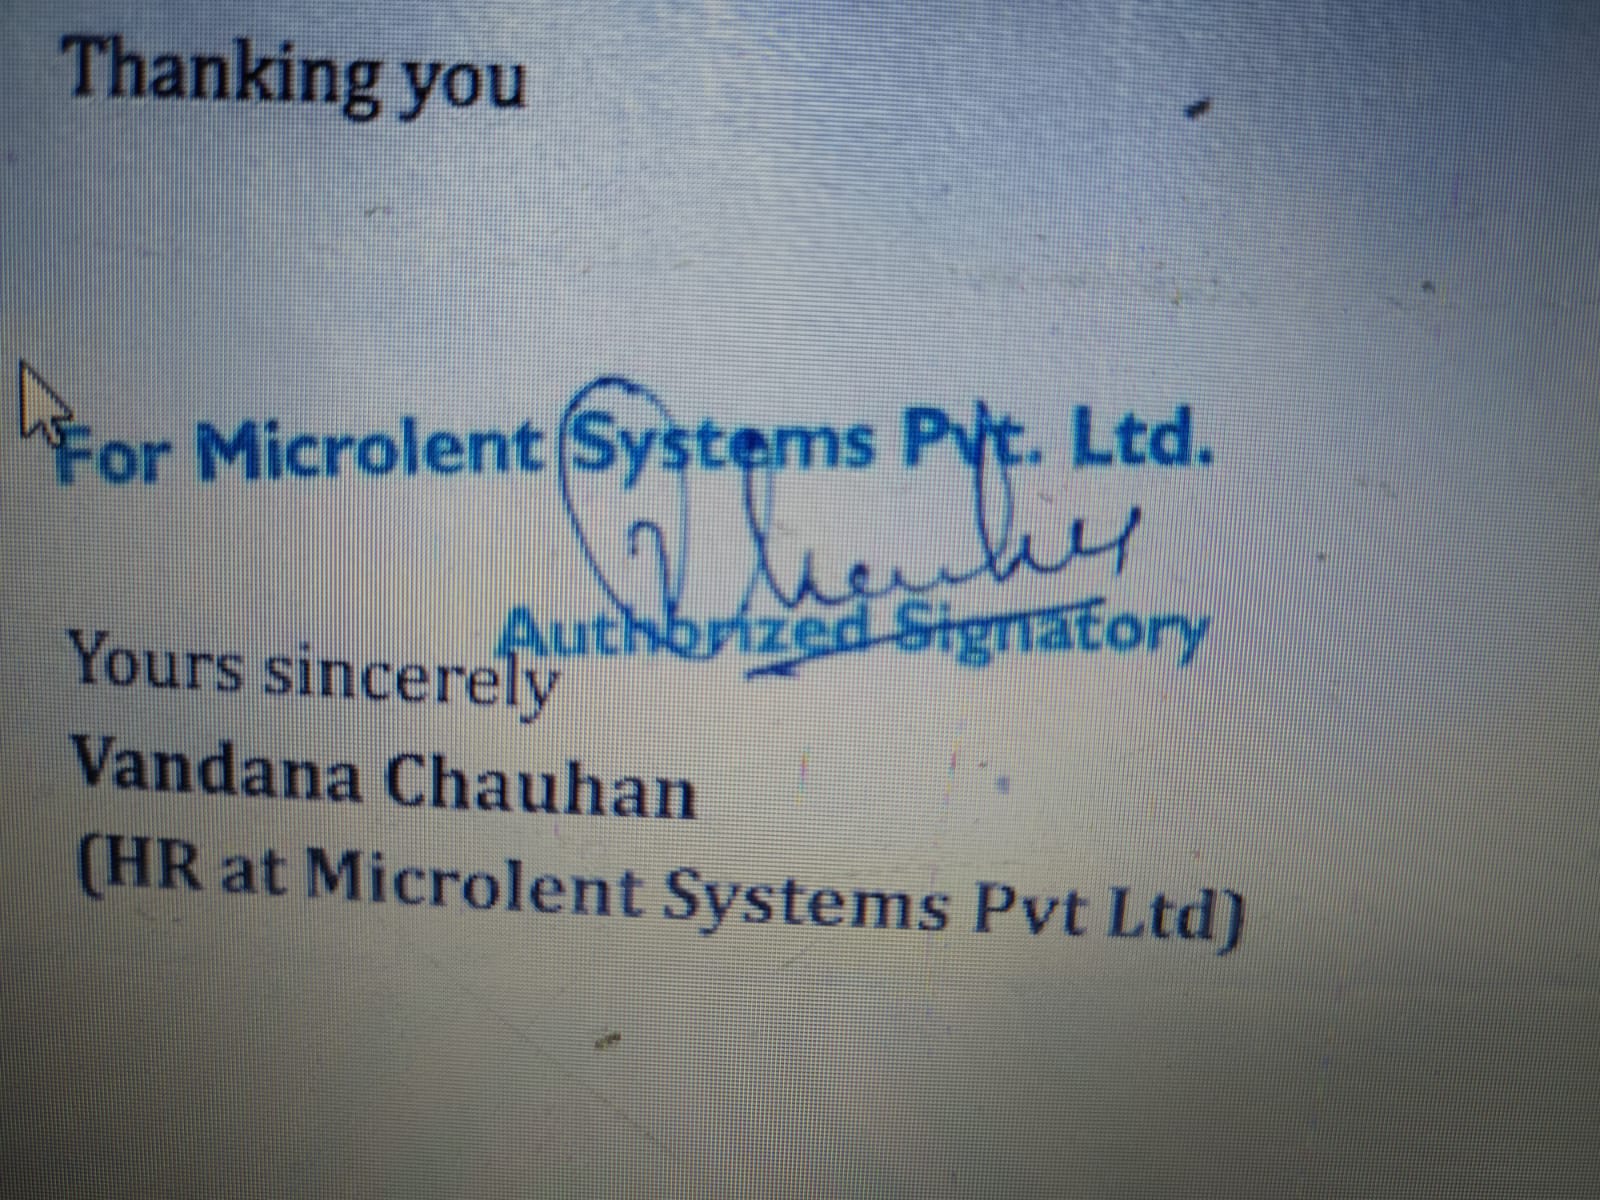 Thanking you
For Microlent Systems Pvt. Ltd.
Authorized Signatory
Yours sincerely
Vandana Chauhan
(HR at Microlent Systems Pvt Ltd)